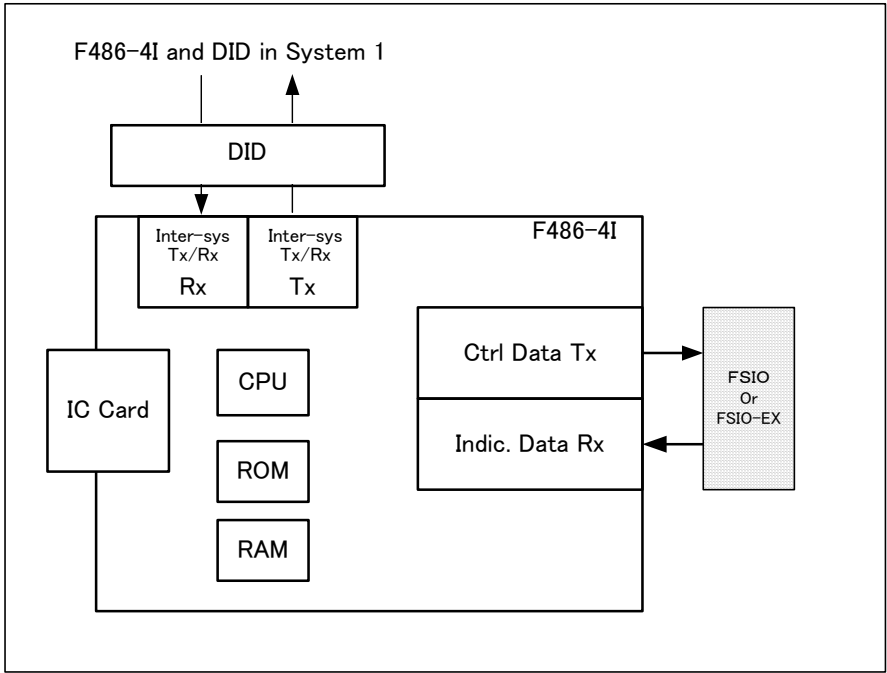 F486-4I and DID in System 1
DID
F486-4I
Inter-sys
Tx/Rx
Rx
Inter-sys
Tx/Rx
Tx
IC Card
CPU
ROM
RAM
Ctrl Data Tx
Indic. Data Rx
FSIO
Or
FSIO-EX